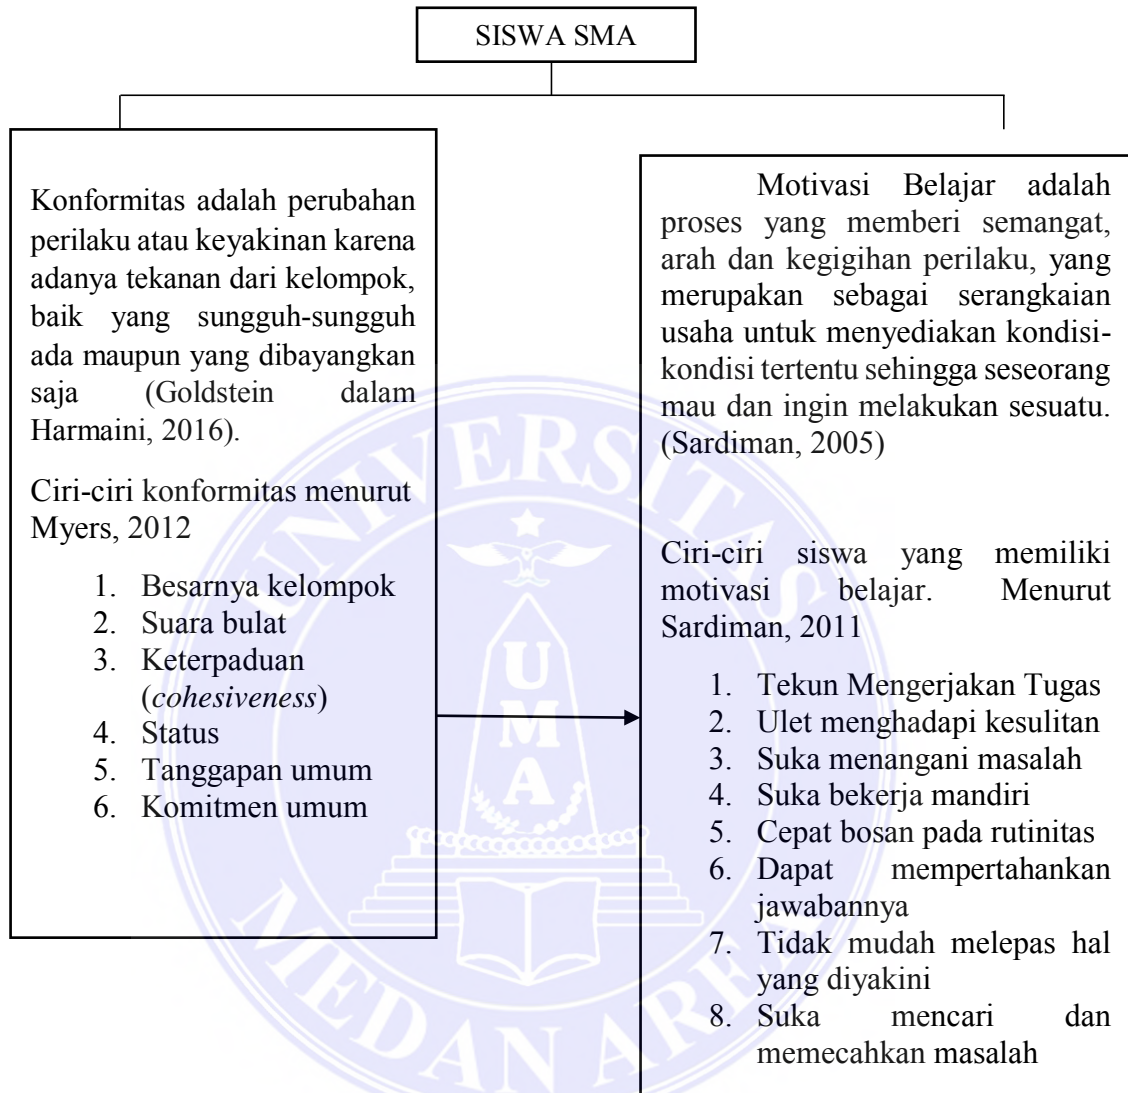 SISWA SMA
Konformitas adalah perubahan
perilaku atau keyakinan karena
adanya tekanan dari kelompok,
baik yang sungguh-sungguh
ada maupun yang dibayangkan
saja (Goldstein dalam
Harmaini, 2016).
Ciri-ciri konformitas menurut
Myers, 2012
1. Besarnya kelompok
2. Suara bulat
3. Keterpaduan
(cohesiveness)
4. Status
5. Tanggapan umum
6. Komitmen umum
Motivasi Belajar adalah
proses yang memberi semangat,
arah dan kegigihan perilaku, yang
merupakan sebagai serangkaian
usaha untuk menyediakan kondisi-
kondisi tertentu sehingga seseorang
mau dan ingin melakukan sesuatu.
(Sardiman, 2005)
Ciri-ciri siswa yang memiliki
motivasi belajar. Menurut
Sardiman, 2011
1. Tekun Mengerjakan Tugas
2. Ulet menghadapi kesulitan
3. Suka menangani masalah
4. Suka bekerja mandiri
5. Cepat bosan pada rutinitas
6. Dapat mempertahankan
jawabannya
7. Tidak mudah melepas hal
yang diyakini
8. Suka mencari dan
memecahkan masalah
UNIVERSITAS
UMA
MEDAN AREA